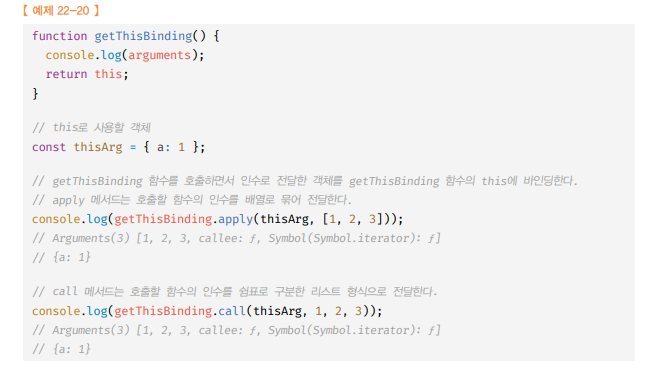 【 예제 22-20 】
function getThisBinding() {
  console.log(arguments);
  return this;
}
// this로 사용할 객체
const thisArg = { a: 1 };
// getThisBinding 함수를 호출하면서 인수로 전달한 객체를 getThisBinding 함수의 this에 바인딩한다.
// apply 메서드는 호출할 함수의 인수를 배열로 묶어 전달한다.
console.log(getThisBinding.apply(thisArg, [1, 2, 3]));
// Arguments(3) [1, 2, 3, callee: ƒ, Symbol(Symbol.iterator): ƒ]
// {a: 1}
// call 메서드는 호출할 함수의 인수를 쉼표로 구분한 리스트 형식으로 전달한다.
console.log(getThisBinding.call(thisArg, 1, 2, 3));
// Arguments(3) [1, 2, 3, callee: ƒ, Symbol(Symbol.iterator): ƒ]
// {a: 1}